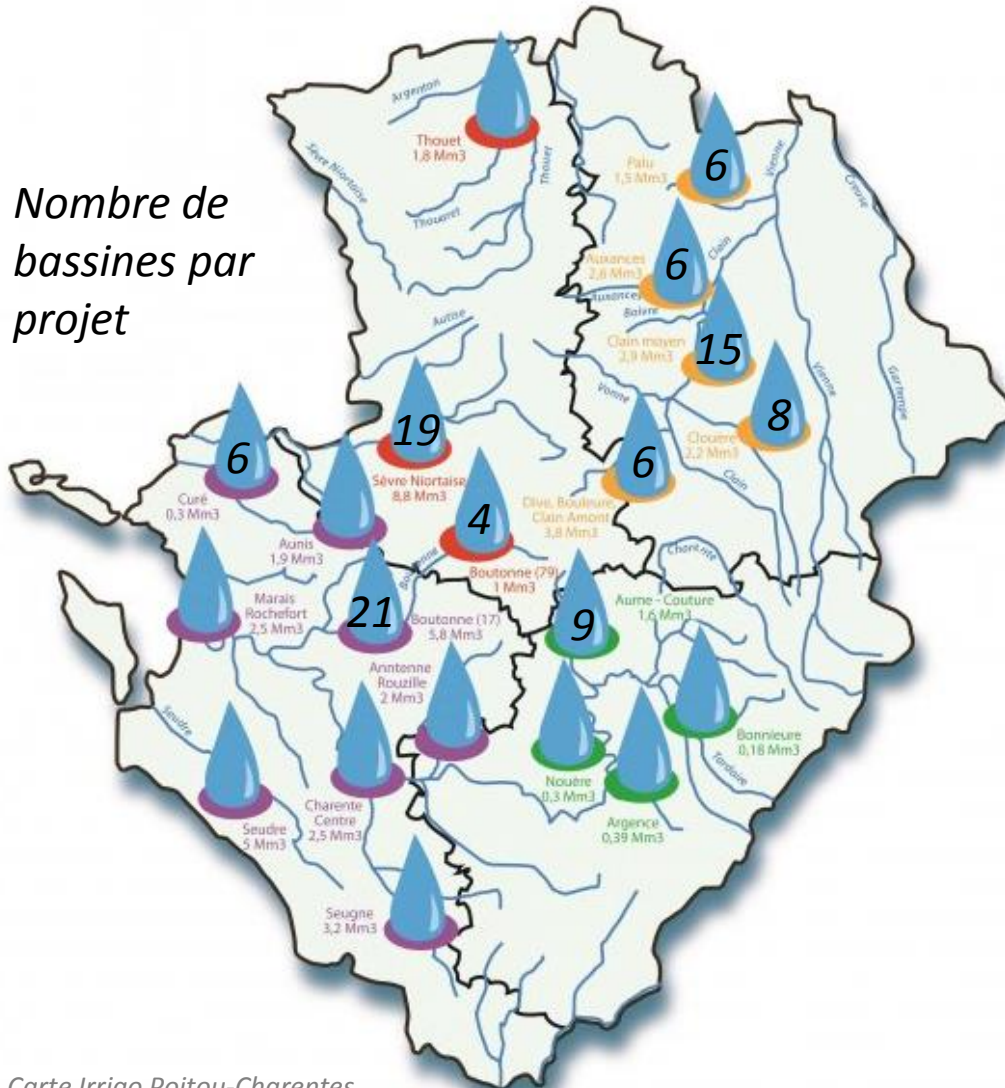 Nombre de
bassines par
projet
Argenton
Thouet
1,8 Mm3
Sèvre Niortaise
Thouet
Thouaret
Palu
1,5 Mm3
6
Vienne
Creuse
Auxances
2,8 Mm3
6
Clain
Auxances
Boivre
Autise
Clain moyen
2,9 Mm3
15
Vonne
Vienne
Gartempe
Clouère
2,2 Mm3
8
6
Curé
0,3 Mm3
19
Sèvre Niortaise
8,8 Mm3
6
Dive, Bouleure,
Clain Amont
3,8 Mm3
Clain
Aunis
1,9 Mm3
4
Boutonne (79)
1 Mm3
Boutonne
Charente
Marais
Rochefort
2,5 Mm3
21
Boutonne (17)
5,8 Mm3
9
Aume - Couture
1,6 Mm3
Anntenne
Rouzille
2 Mm3
Seudre
Bonnieure
0,18 Mm3
Tardoire
Nouère
0,3 Mm3
Argence
0,39 Mm3
Seudre
5 Mm3
Charente
Centre
2,5 Mm3
Seugne
3,2 Mm3
Carte Irrigo Poitou-Charentes